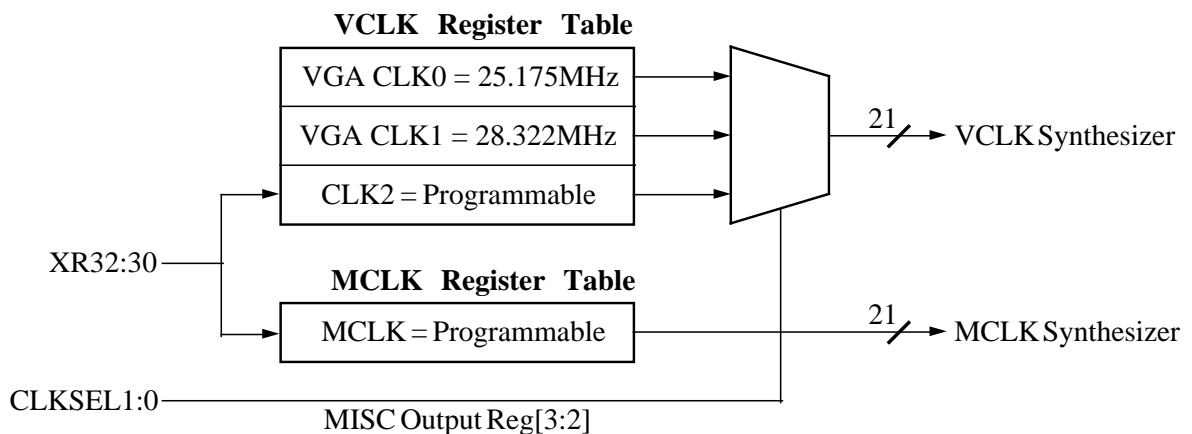 VCLK Register Table
VGA CLK0 = 25.175MHz
VGA CLK1 = 28.322MHz
21
VCLK Synthesizer
CLK2 = Programmable
XR32:30
MCLK Register Table
MCLK = Programmable
21
MCLK Synthesizer
CLKSEL1:0
MISC Output Reg[3:2]